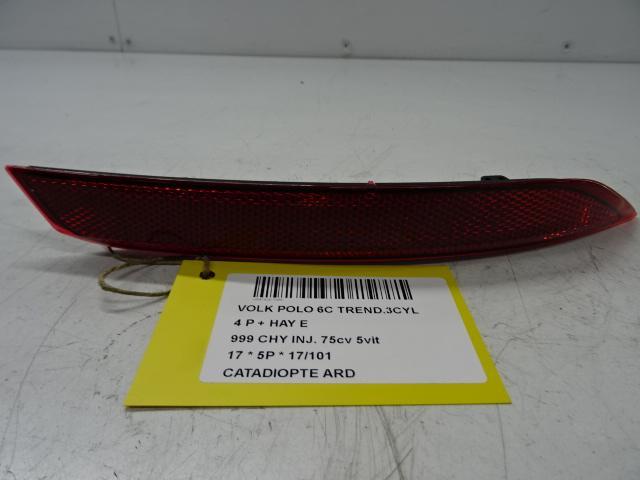 VOLK POLO 6C TREND.3CYL
4 P + HAY E
999 CHY INJ. 75cv 5vit
17 * 5P * 17/101
CATADIOPTE ARD